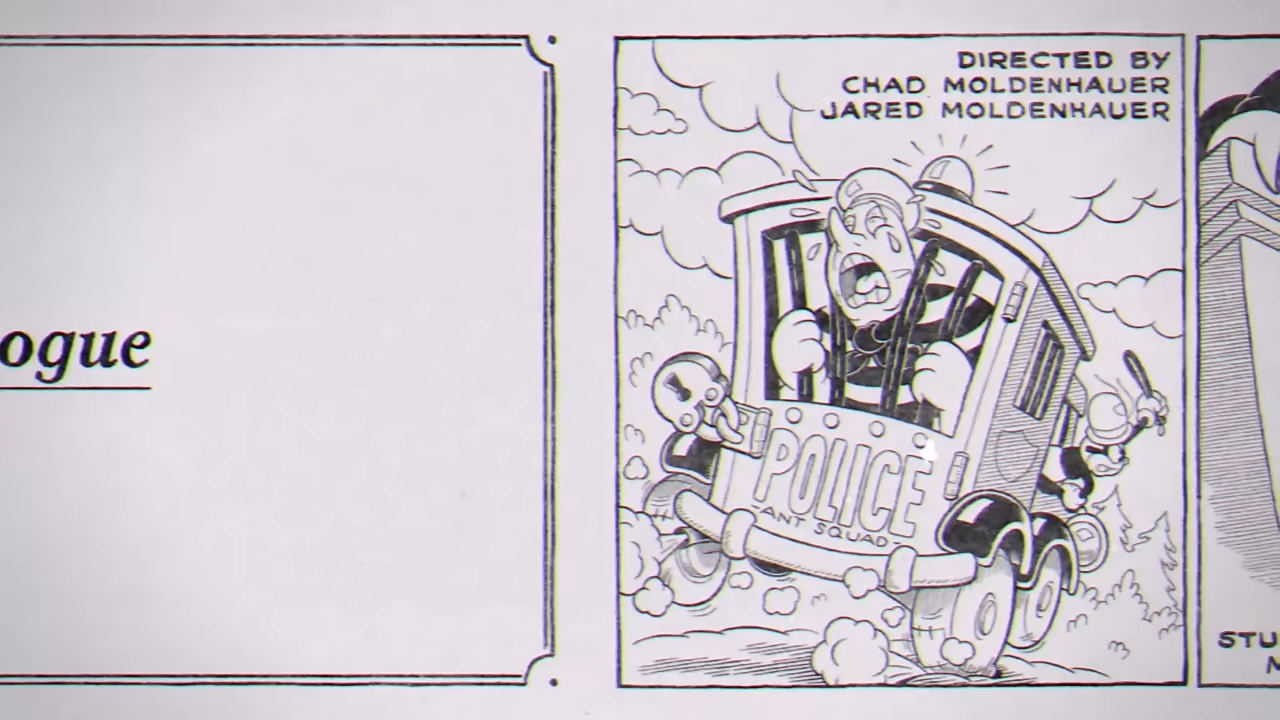 ogue
DIRECTED BY
CHAD MOLDENHAUER
JARED MOLDENHAUER
POLICE
-ANT SQUAD-
STU